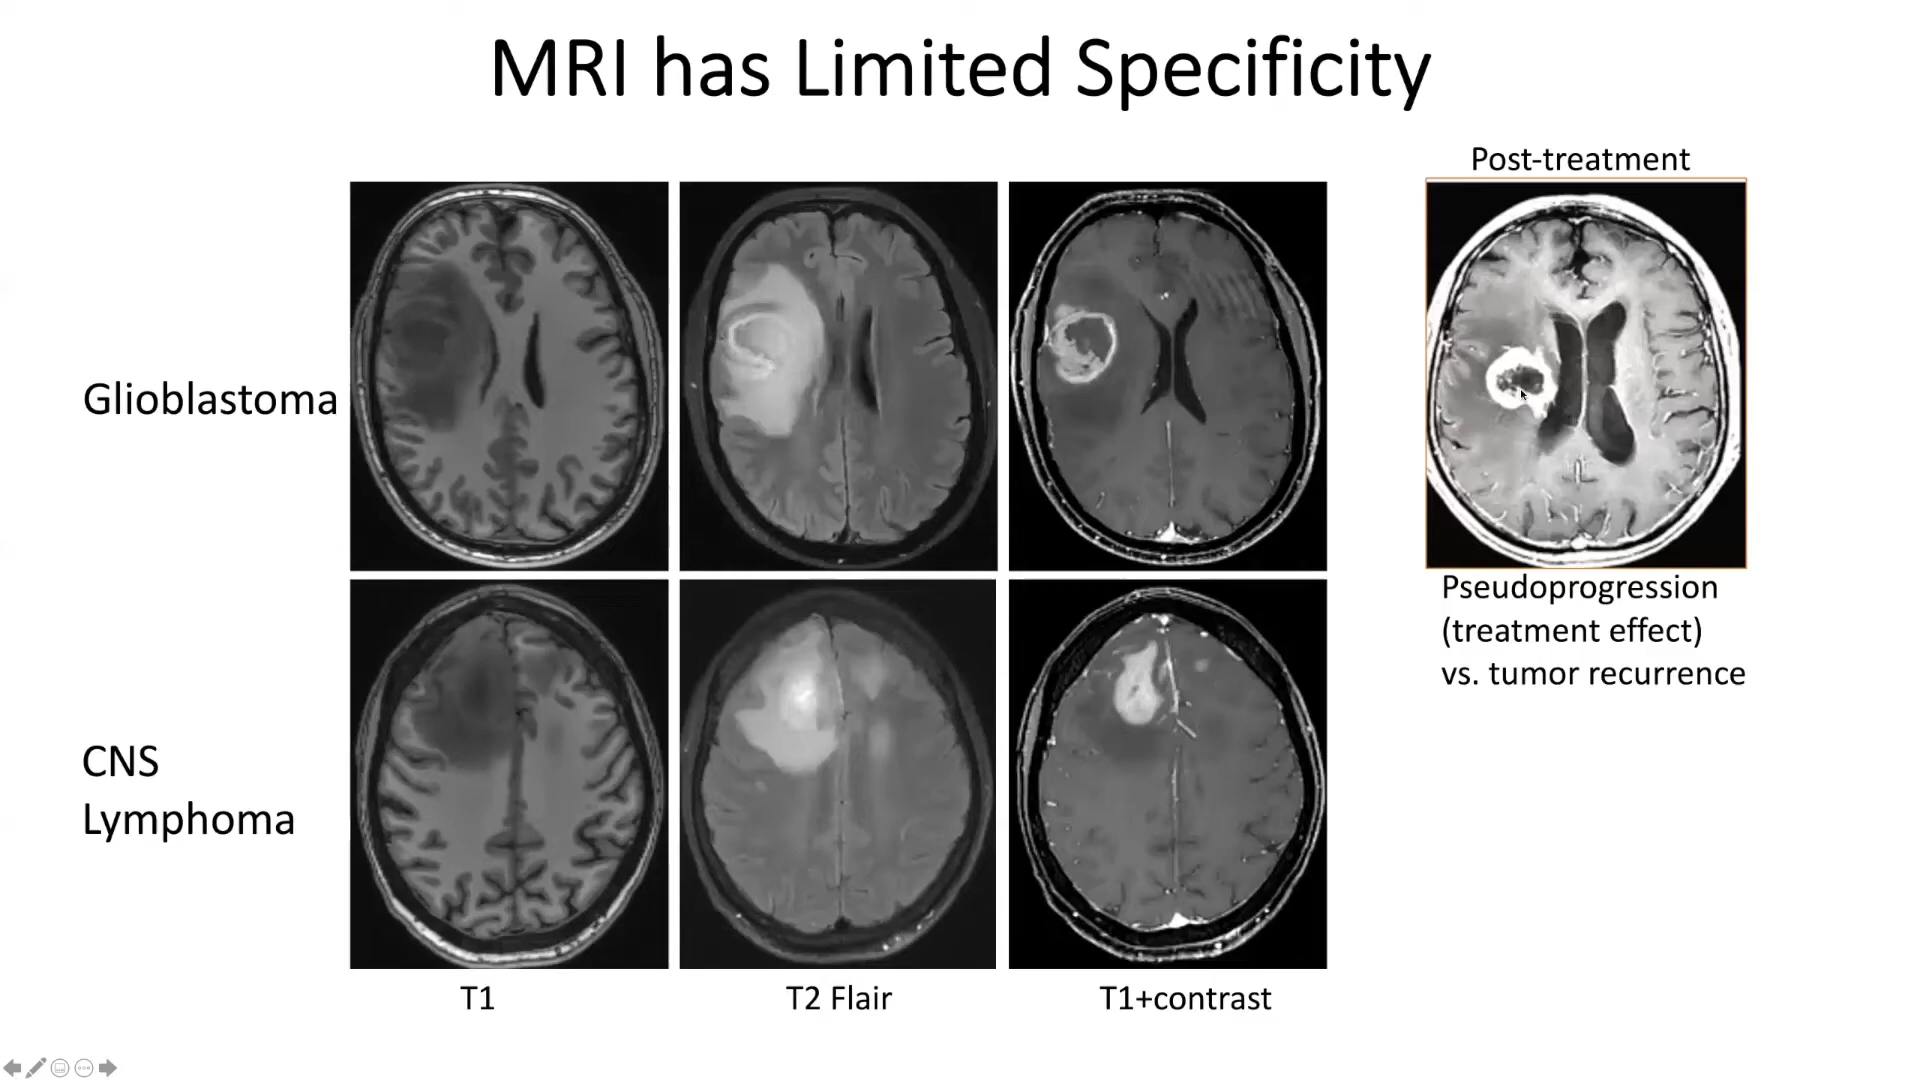 MRI has Limited Specificity
Post-treatment
Glioblastoma
Pseudoprogression
(treatment effect)
vs. tumor recurrence
CNS
Lymphoma
T1
T2 Flair
T1+contrast